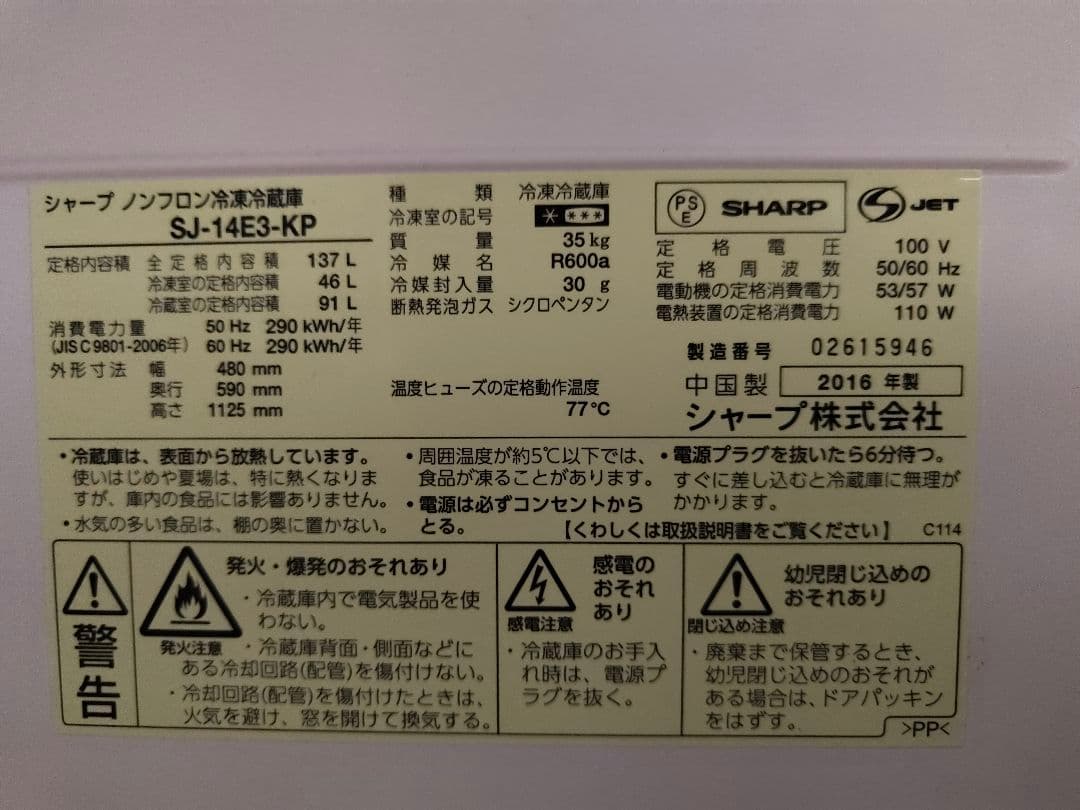 シャープ ノンフロン冷凍冷蔵庫
SJ-14E3-KP
定格内容積 全定格内容積 137 L
冷凍室の定格内容積 46 L
冷蔵室の定格内容積 91 L
消費電力量 50 Hz 290 kWh/年
(JIS C 9801-2006年) 60 Hz 290 kWh/年
外形寸法 幅 480 mm
奥行 590 mm
高さ 1125 mm
種類 冷凍冷蔵庫
冷凍室の記号 * ***
質量 35 kg
冷媒名 R600a
冷媒封入量 30 g
断熱発泡ガス シクロペンタン
温度ヒューズの定格動作温度
77℃
PSE SHARP S JET
定格電圧 100 V
定格周波数 50/60 Hz
電動機の定格消費電力 53/57 W
電熱装置の定格消費電力 110 W
製造番号 02615946
中国製 2016 年製
シャープ株式会社
・冷蔵庫は、表面から放熱しています。
使いはじめや夏場は、特に熱くなりま
すが、庫内の食品には影響ありません。
・水気の多い食品は、棚の奥に置かない。
・周囲温度が約5℃以下では、
食品が凍ることがあります。
・電源は必ずコンセントから
とる。
・電源プラグを抜いたら6分待つ。
すぐに差し込むと冷蔵庫に無理が
かかります。
【くわしくは取扱説明書をご覧ください】 C114
警告
発火注意
発火・爆発のおそれあり
・冷蔵庫内で電気製品を使
わない。
・冷蔵庫背面・側面などに
ある冷却回路(配管)を傷付けない。
・冷却回路(配管)を傷付けたときは、
火気を避け、窓を開けて換気する。
感電注意
感電の
おそれ
あり
・冷蔵庫のお手入
れ時は、電源プ
ラグを抜く。
閉じ込め注意
幼児閉じ込めの
おそれあり
・廃棄まで保管するとき、
幼児閉じ込めのおそれが
ある場合は、ドアパッキン
をはずす。
>PP<